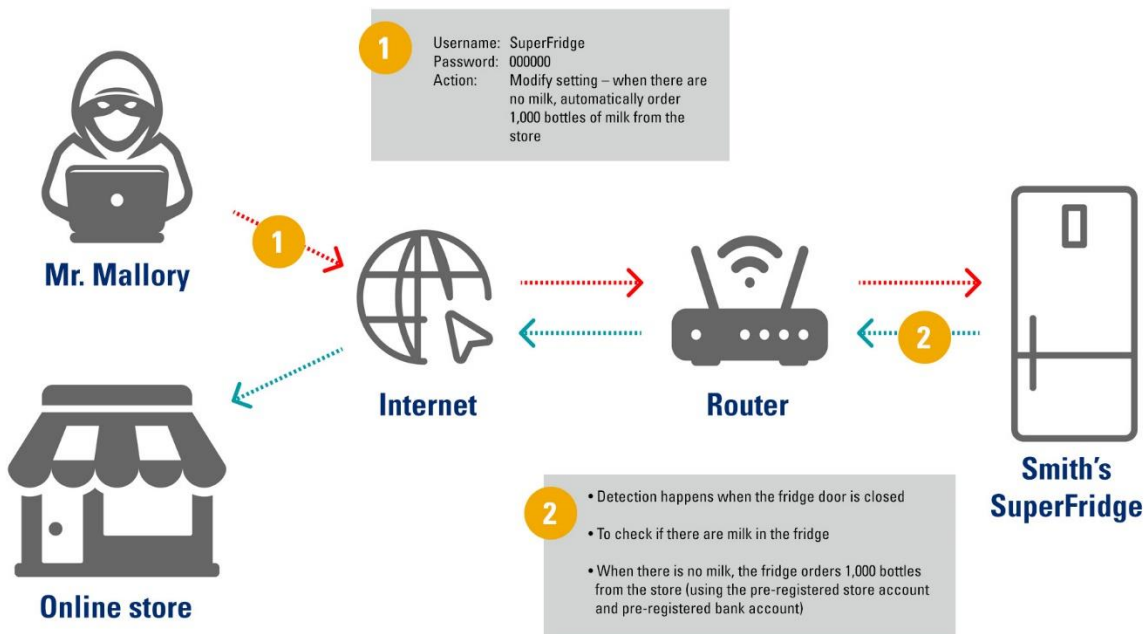 1
Username: SuperFridge
Password: 000000
Action: Modify setting – when there are
no milk, automatically order
1,000 bottles of milk from the
store
1
Mr. Mallory
2
Internet
Router
Smith's
SuperFridge
Online store
2
• Detection happens when the fridge door is closed
• To check if there are milk in the fridge
• When there is no milk, the fridge orders 1,000 bottles
from the store (using the pre-registered store account
and pre-registered bank account)